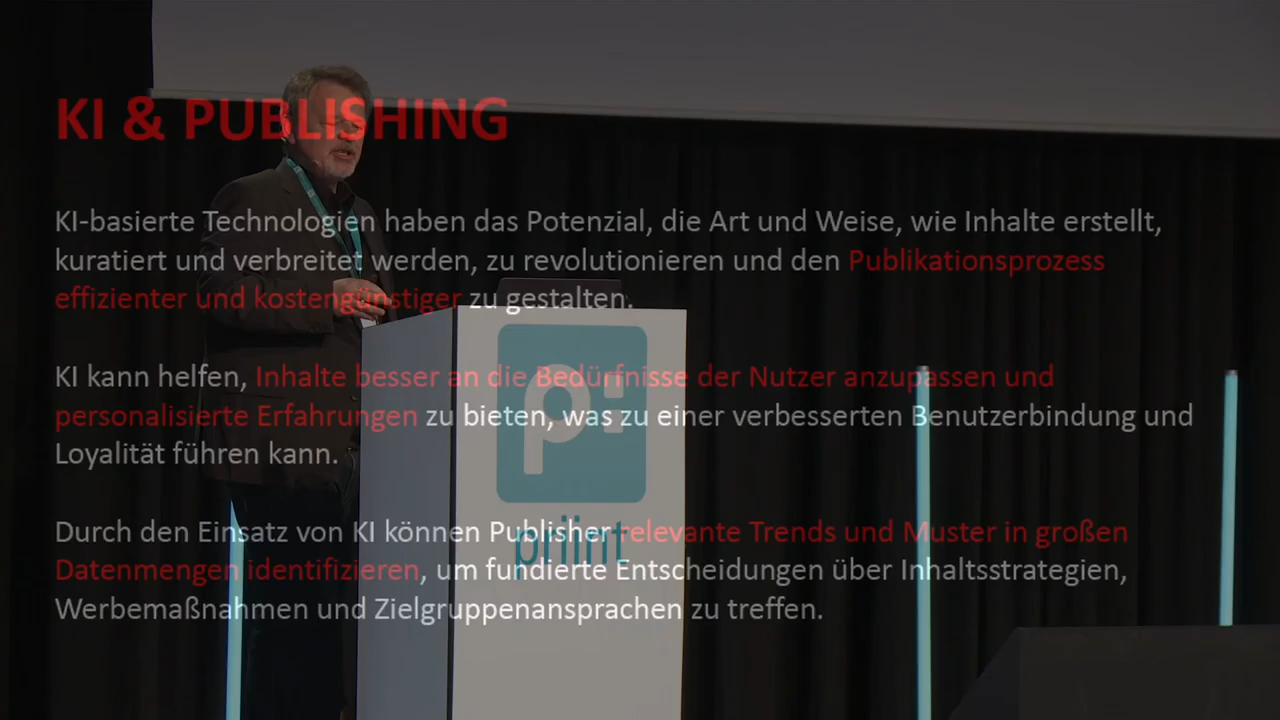 KI & PUBLISHING
KI-basierte Technologien haben das Potenzial, die Art und Weise, wie Inhalte erstellt,
kuratiert und verbreitet werden, zu revolutionieren und den Publikationsprozess
effizienter und kostengünstiger zu gestalten.
KI kann helfen, Inhalte besser an die Bedürfnisse der Nutzer anzupassen und
personalisierte Erfahrungen zu bieten, was zu einer verbesserten Benutzerbindung und
Loyalität führen kann.
Durch den Einsatz von KI können Publisher relevante Trends und Muster in großen
Datenmengen identifizieren, um fundierte Entscheidungen über Inhaltsstrategien,
Werbemaßnahmen und Zielgruppenansprachen zu treffen.
p:
priint